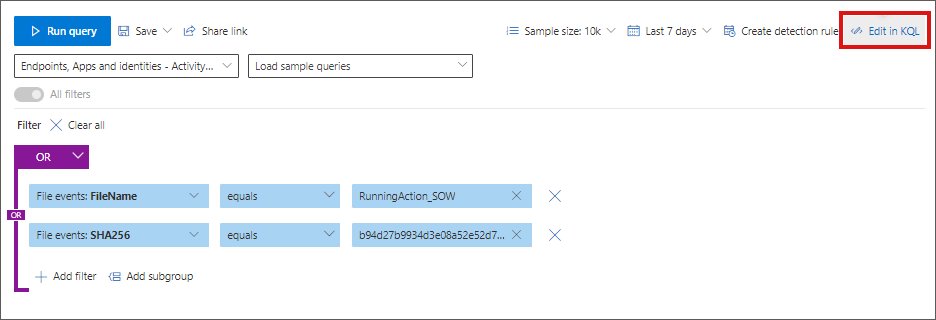 Run query Save Share link Sample size: 10k Last 7 days Create detection rule Edit in KQL
Endpoints, Apps and identities - Activity... Load sample queries
All filters
Filter Clear all
OR
File events: FileName equals RunningAction_SOW
OR
File events: SHA256 equals b94d27b9934d3e08a52e52d7...
Add filter Add subgroup